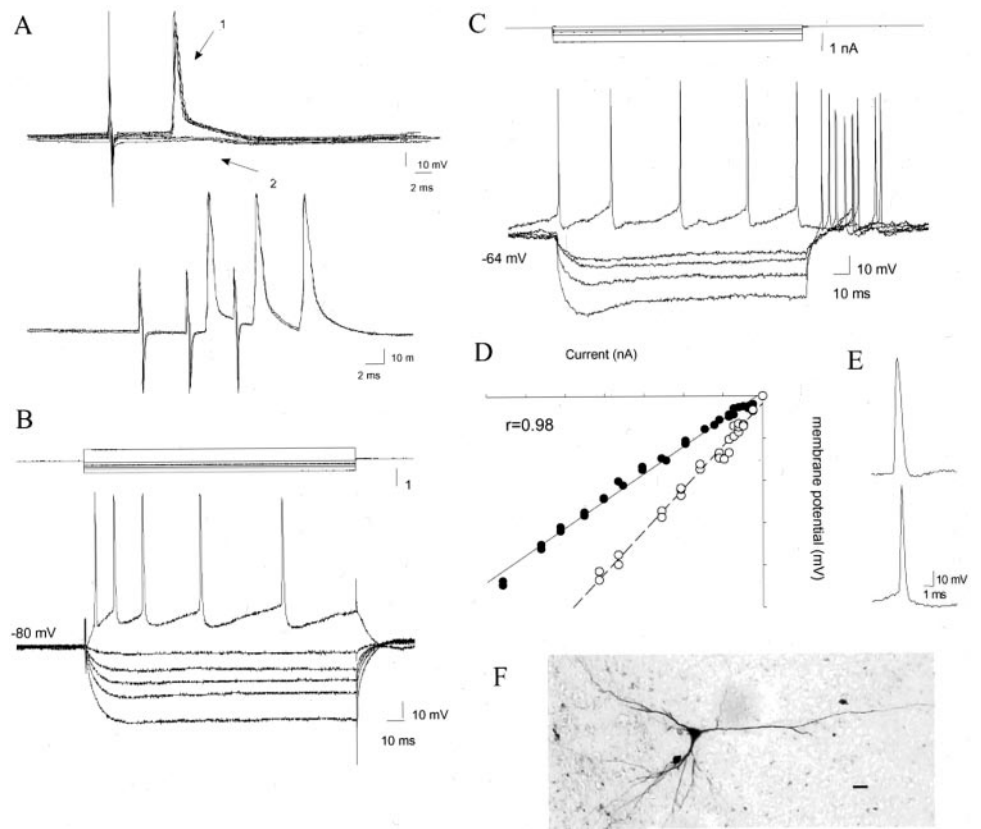 A
1
2
10 mV
2 ms
10 m
2 ms
B
1
-80 mV
10 mV
10 ms
C
1 nA
-64 mV
10 mV
10 ms
D
Current (nA)
r=0.98
membrane potential (mV)
E
10 mV
1 ms
F